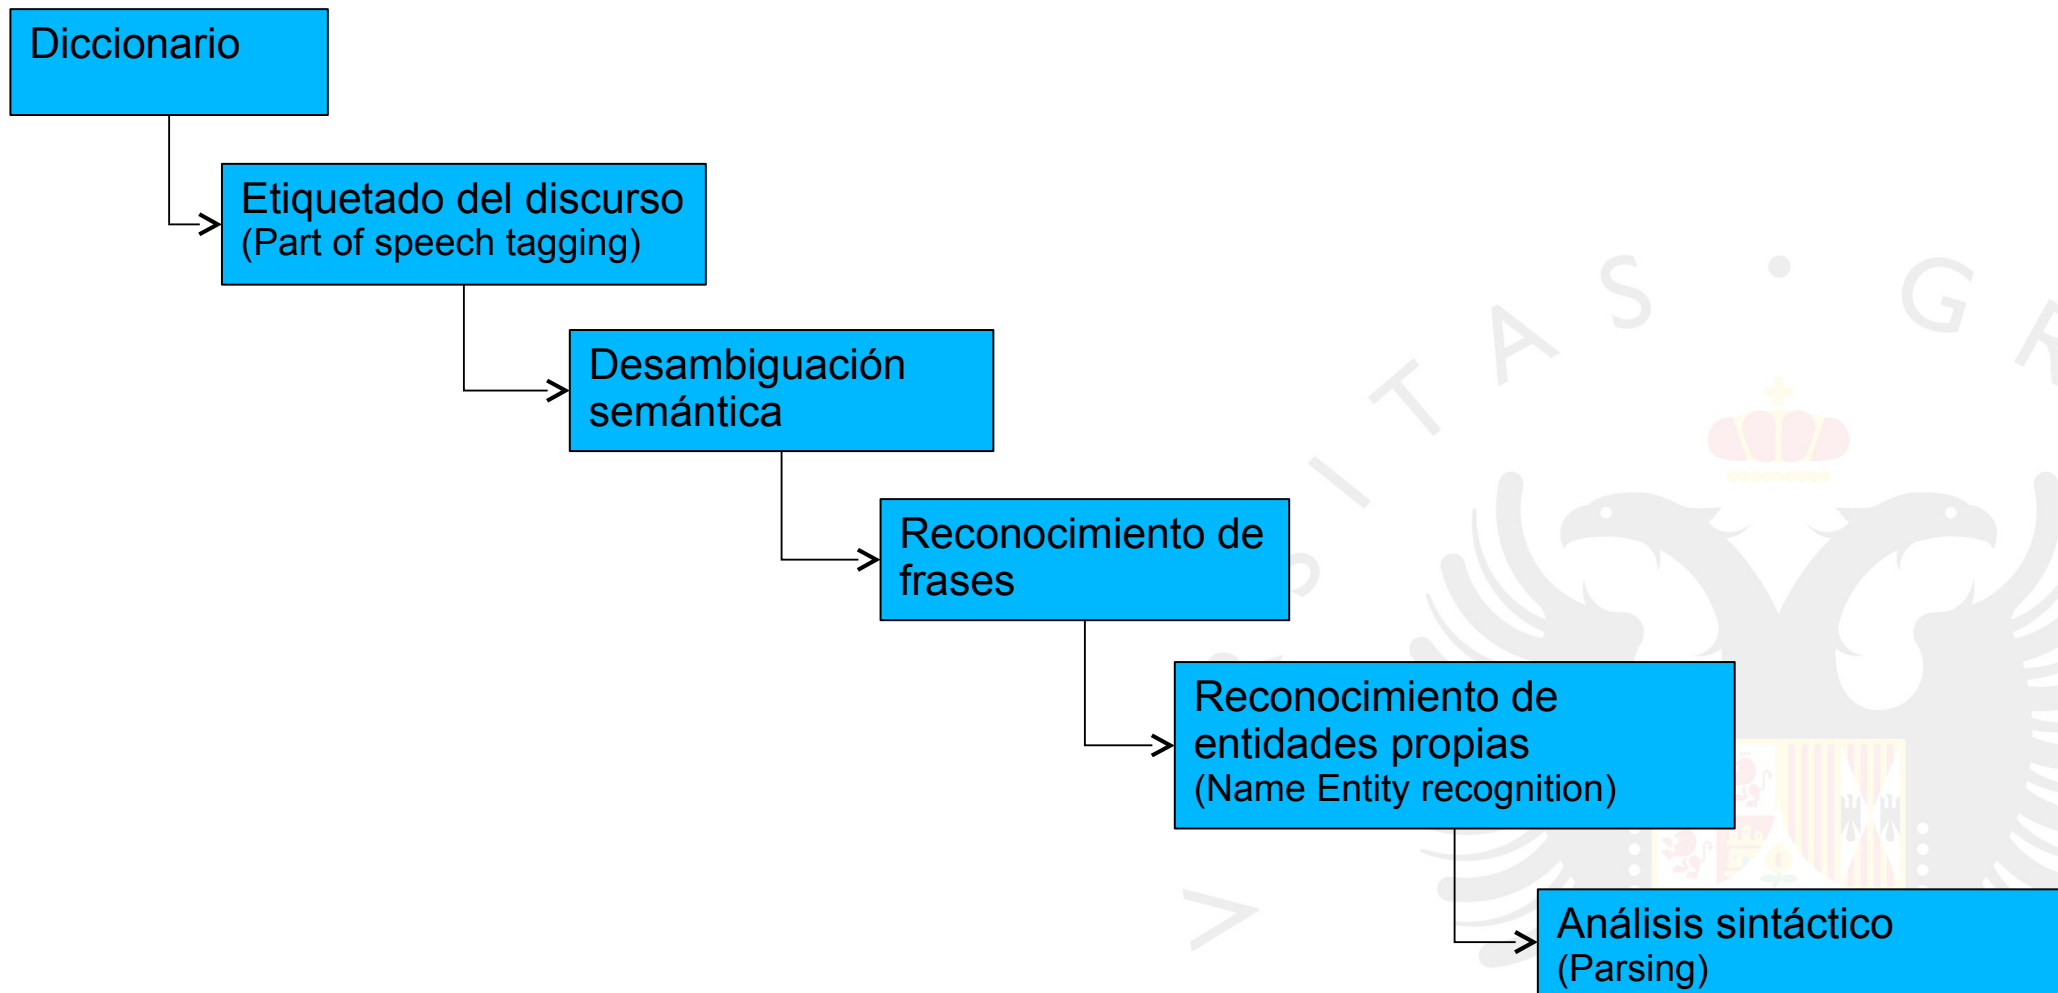 Diccionario
Etiquetado del discurso
(Part of speech tagging)
Desambiguación
semántica
Reconocimiento de
frases
Reconocimiento de
entidades propias
(Name Entity recognition)
Análisis sintáctico
(Parsing)
V
S I T A S · G R